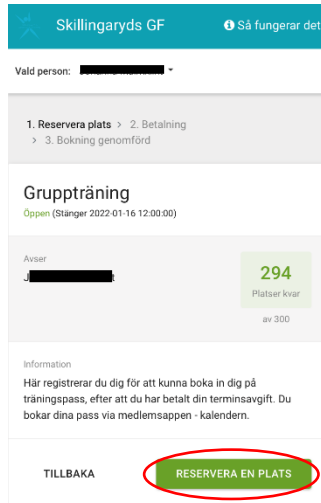 Skillingaryds GF
Så fungerar det
Vald person:
1. Reservera plats > 2. Betalning
> 3. Bokning genomförd
Gruppträning
Öppen (Stänger 2022-01-16 12:00:00)
Avser
J t
294
Platser kvar
av 300
Information
Här registrerar du dig för att kunna boka in dig på
träningspass, efter att du har betalt din terminsavgift. Du
bokar dina pass via medlemsappen - kalendern.
TILLBAKA
RESERVERA EN PLATS